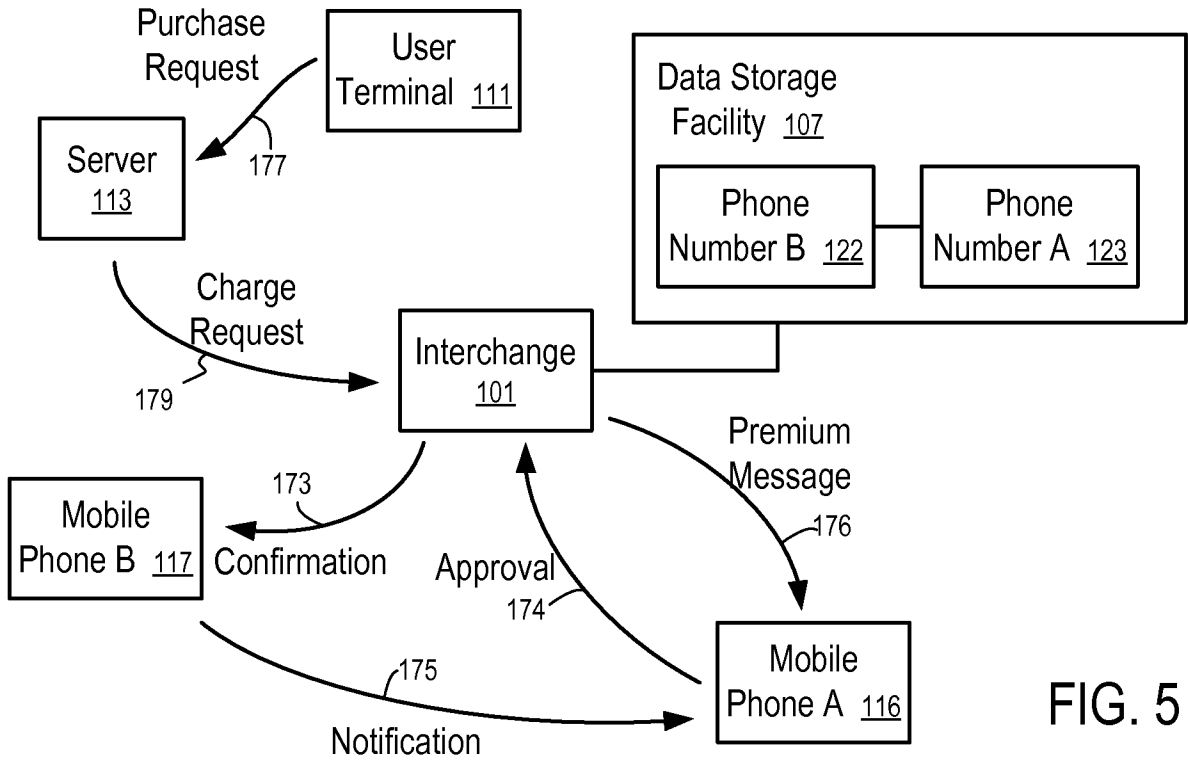 Purchase
Request
177
User
Terminal 111
Server
113
Data Storage
Facility 107
Phone
Number B 122
Phone
Number A 123
Charge
Request
179
Interchange
101
Premium
Message
176
173
Confirmation
Mobile
Phone B 117
Approval
174
175
Notification
Mobile
Phone A 116
FIG. 5